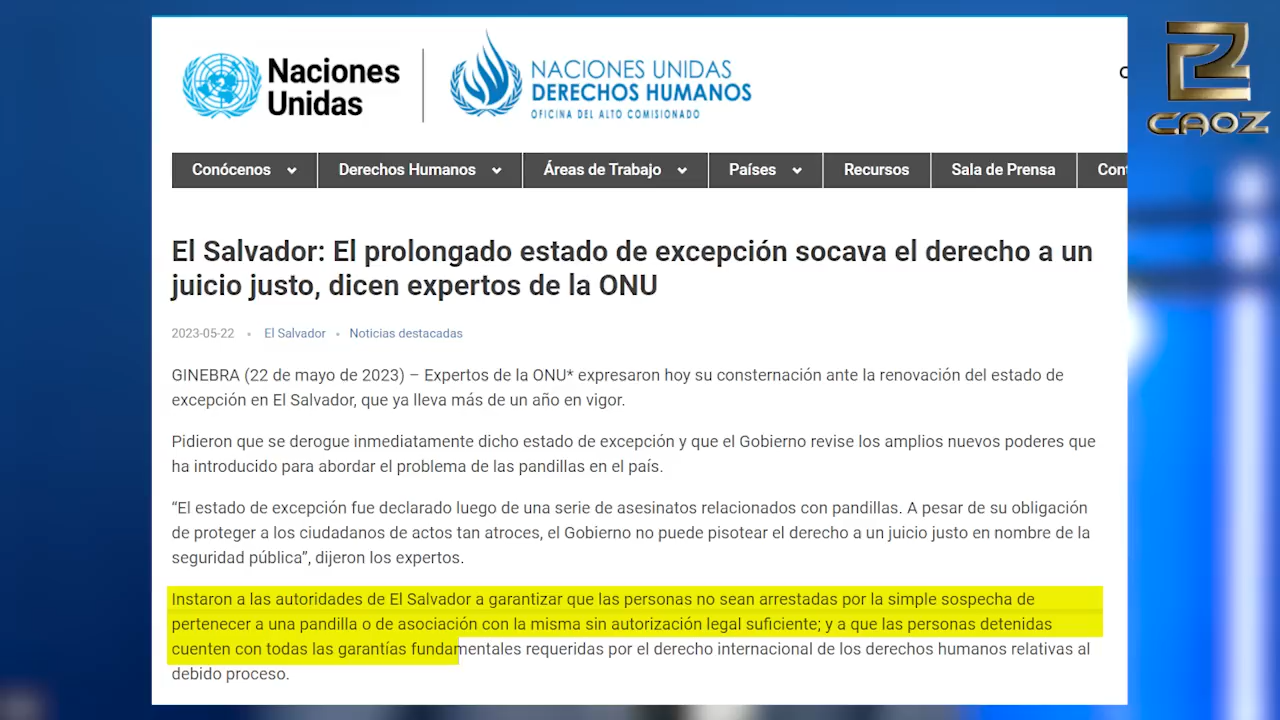 Naciones
Unidas
NACIONES UNIDAS
DERECHOS HUMANOS
OFICINA DEL ALTO COMISIONADO
CAOZ
Conócenos
Derechos Humanos
Áreas de Trabajo
Países
Recursos
Sala de Prensa
Con
El Salvador: El prolongado estado de excepción socava el derecho a un
juicio justo, dicen expertos de la ONU
2023-05-22 • El Salvador • Noticias destacadas
GINEBRA (22 de mayo de 2023) – Expertos de la ONU* expresaron hoy su consternación ante la renovación del estado de
excepción en El Salvador, que ya lleva más de un año en vigor.
Pidieron que se derogue inmediatamente dicho estado de excepción y que el Gobierno revise los amplios nuevos poderes que
ha introducido para abordar el problema de las pandillas en el país.
“El estado de excepción fue declarado luego de una serie de asesinatos relacionados con pandillas. A pesar de su obligación
de proteger a los ciudadanos de actos tan atroces, el Gobierno no puede pisotear el derecho a un juicio justo en nombre de la
seguridad pública”, dijeron los expertos.
Instaron a las autoridades de El Salvador a garantizar que las personas no sean arrestadas por la simple sospecha de
pertenecer a una pandilla o de asociación con la misma sin autorización legal suficiente; y a que las personas detenidas
cuenten con todas las garantías fundamentales requeridas por el derecho internacional de los derechos humanos relativas al
debido proceso.